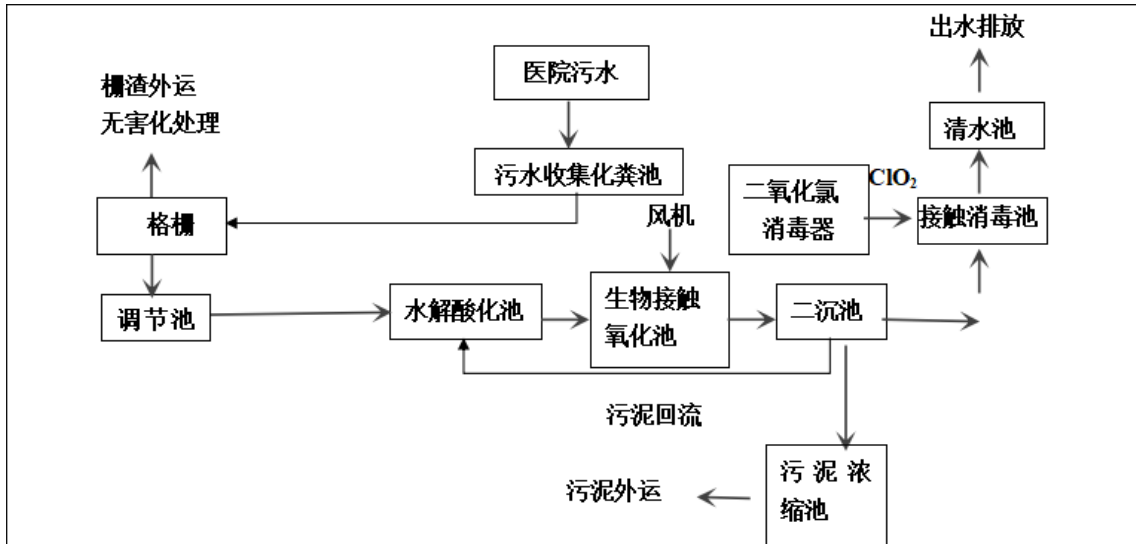 出水排放
医院污水
栅渣外运
无害化处理
清水池
污水收集化粪池
二氧化氯
消毒器
ClO₂
接触消毒池
格栅
风机
调节池
水解酸化池
生物接触
氧化池
二沉池
污泥回流
污泥浓
缩池
污泥外运